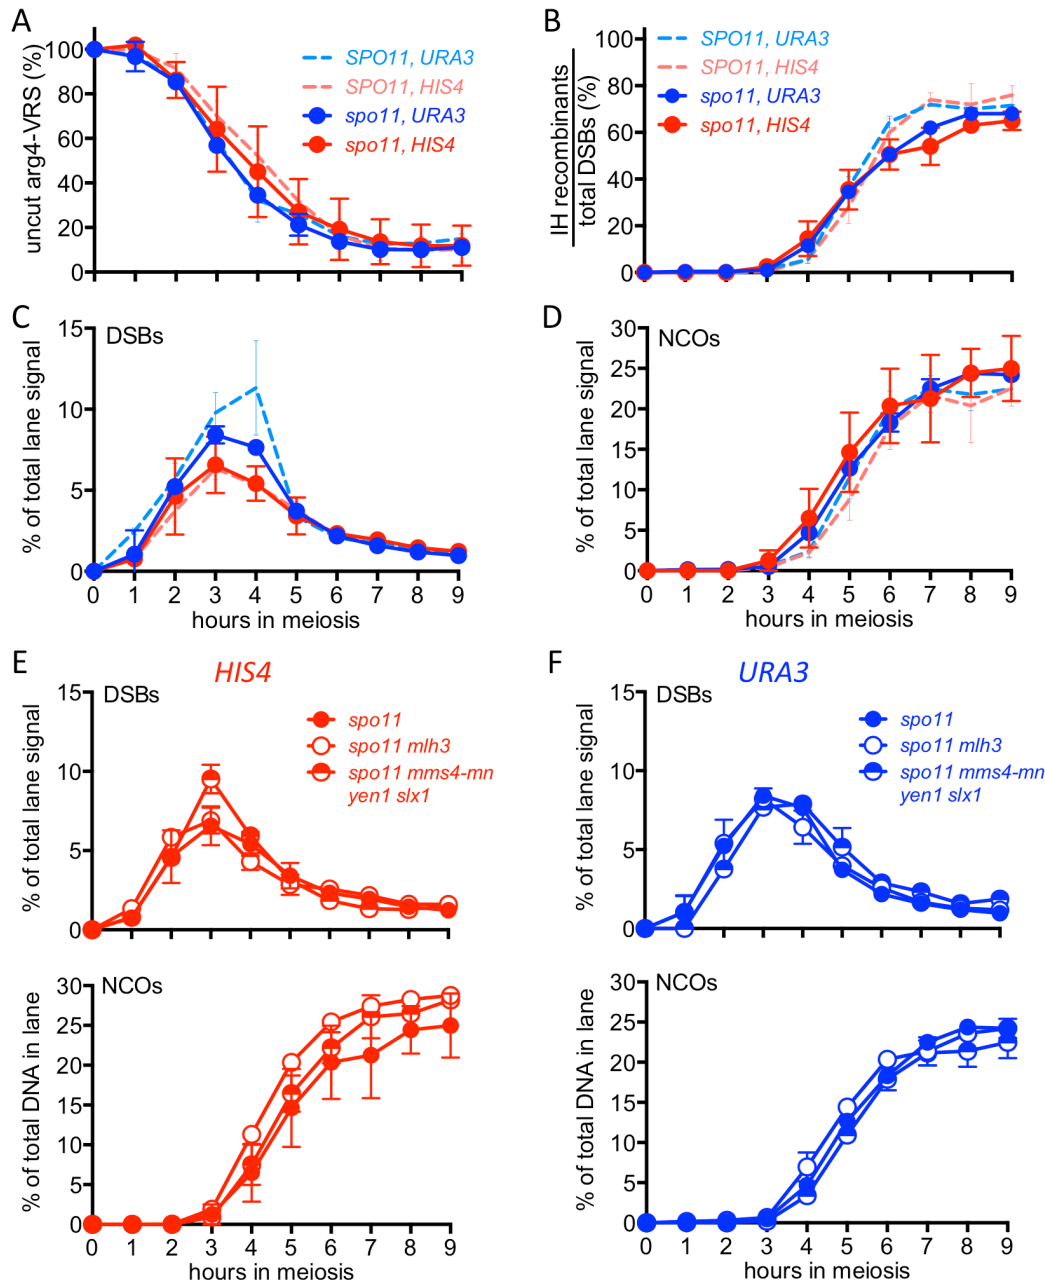 A
uncut arg4-VRS (%)
100
80
60
40
20
0
SPO11, URA3
SPO11, HIS4
spo11, URA3
spo11, HIS4
B
IH recombinants
total DSBs (%)
100
80
60
40
20
0
SPO11, URA3
SPO11, HIS4
spo11, URA3
spo11, HIS4
C
DSBs
% of total lane signal
15
10
5
0
0 1 2 3 4 5 6 7 8 9
hours in meiosis
D
NCOs
% of total lane signal
30
25
20
15
10
5
0
0 1 2 3 4 5 6 7 8 9
hours in meiosis
E
HIS4
DSBs
% of total lane signal
15
10
5
0
spo11
spo11 mlh3
spo11 mms4-mn
yen1 slx1
NCOs
% of total DNA in lane
30
25
20
15
10
5
0
0 1 2 3 4 5 6 7 8 9
hours in meiosis
F
URA3
DSBs
% of total lane signal
15
10
5
0
spo11
spo11 mlh3
spo11 mms4-mn
yen1 slx1
NCOs
% of total DNA in lane
30
25
20
15
10
5
0
0 1 2 3 4 5 6 7 8 9
hours in meiosis